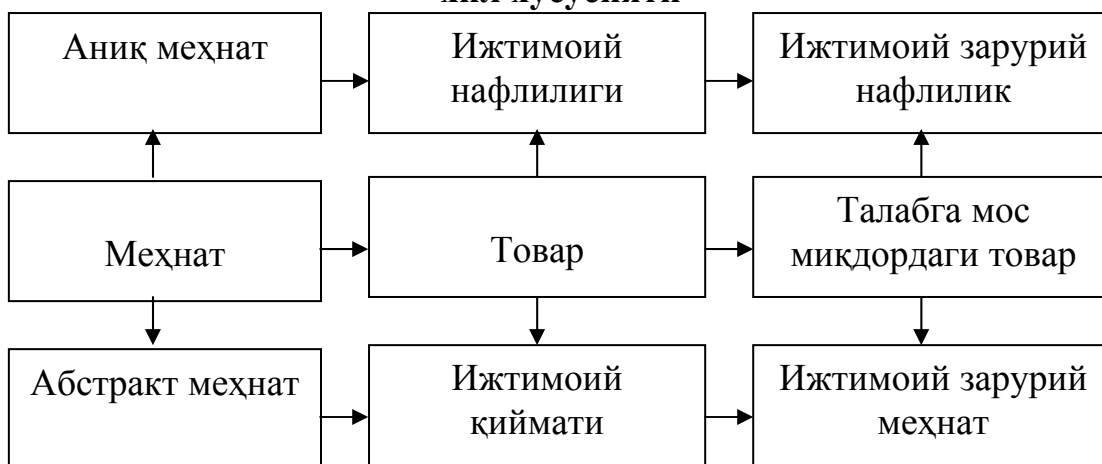 Аниқ меҳнат
Ижтимоий
нафлилиги
Ижтимоий зарурий
нафлилик
Меҳнат
Товар
Талабга мос
миқдордаги товар
Абстракт меҳнат
Ижтимоий
қиймати
Ижтимоий зарурий
меҳнат